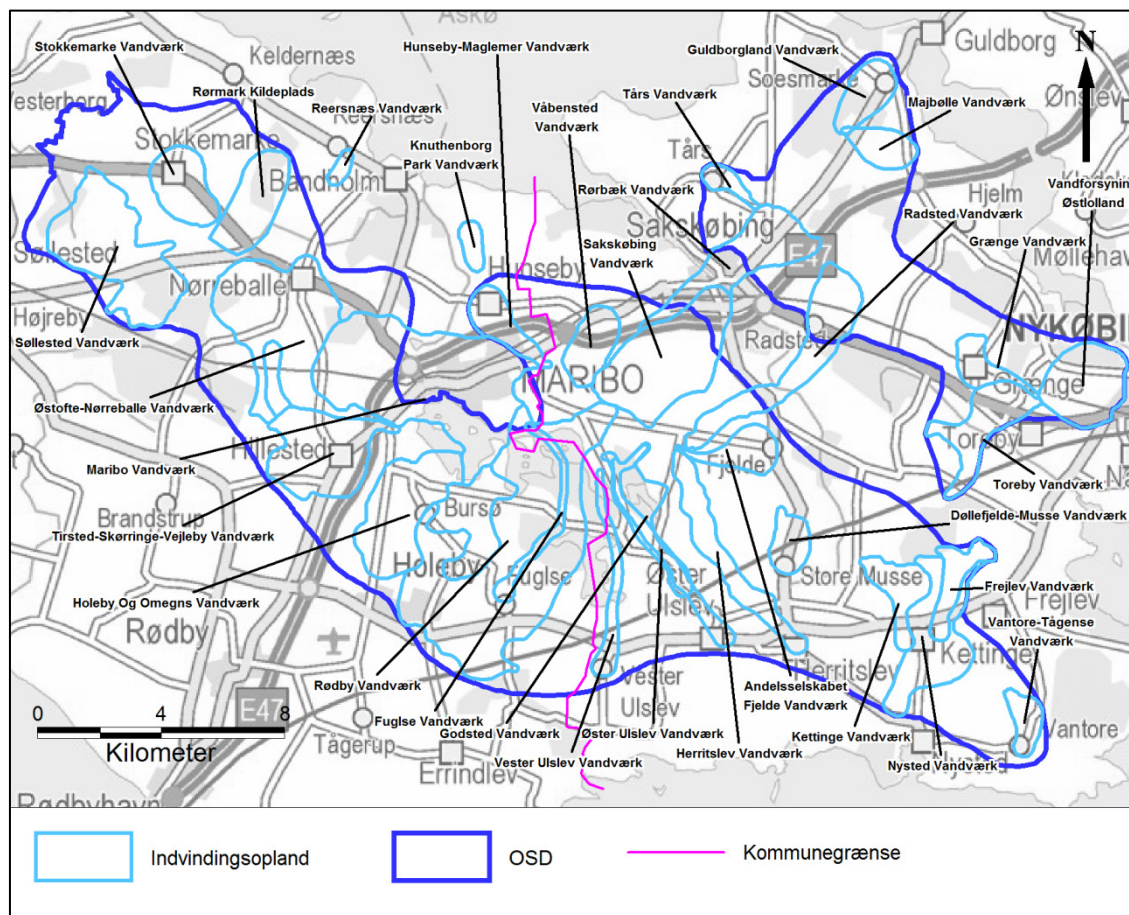 Askø
Stokkemarke Vandværk
Keldernæs
Hunseby-Maglemer Vandværk
Guldborgland Vandværk
Guldborg
N
Rørmark Kildeplads
Soesmarke
Reersnæs Vandværk
Reersnæs
Tårs Vandværk
Majbølle Vandværk
Ønslev
Våbensted
Vandværk
Stokkemarke
Knuthenborg
Park Vandværk
Tårs
Bandholm
Rørbæk Vandværk
Vandforsyning
Østlolland
Hjelm
Radsted Vandværk
Sakskøbing
Sakskøbing
Vandværk
Grænge Vandværk
Søllested
E47
Nørreballe
Hunseby
Højreby
NYKØBI
Søllested Vandværk
Radsted
MARIBO
Grænge
Østofte-Nørreballe Vandværk
Toreby
Hillested
Fjelde
Maribo Vandværk
Toreby Vandværk
Bursø
Brandstrup
Døllefjelde-Musse Vandværk
Tirsted-Skørringe-Vejleby Vandværk
Holeby
Fuglse
Øster
Ulslev
Store Musse
Frejlev Vandværk
Frejlev
Holeby Og Omegns Vandværk
Vantore-Tågense
Vandværk
Rødby
Kettinge
Herritslev
Rødby Vandværk
Vester
Ulslev
Andelsselskabet
Fjelde Vandværk
0 4 8
Kilometer
E47
Fuglse Vandværk
Godsted Vandværk
Øster Ulslev Vandværk
Kettinge Vandværk
Vantore
Tågerup
Errindlev
Vester Ulslev Vandværk
Herritslev Vandværk
Nysted
Nysted Vandværk
Rødbyhavn
Indvindingsopland
OSD
Kommunegrænse